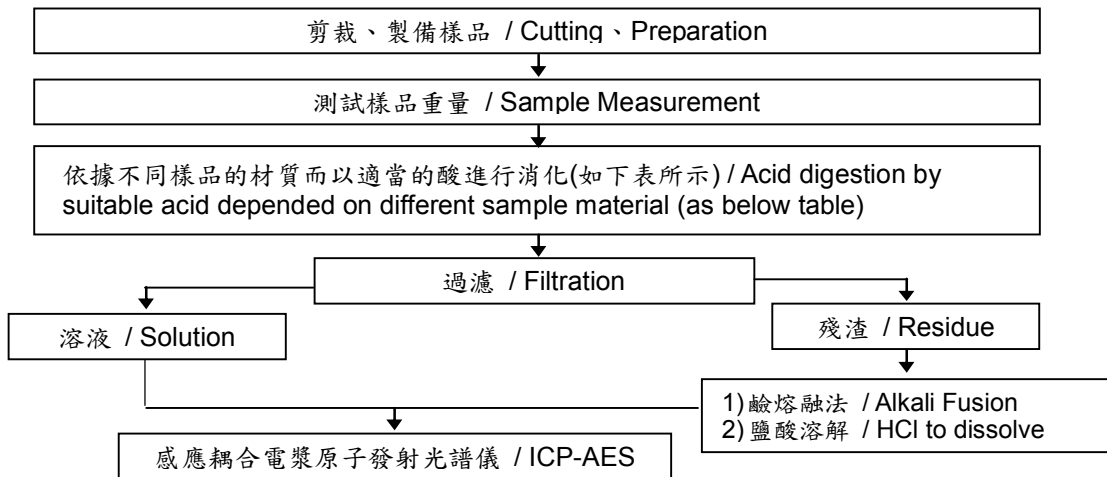 剪裁、製備樣品 / Cutting、Preparation
測試樣品重量 / Sample Measurement
依據不同樣品的材質而以適當的酸進行消化(如下表所示) / Acid digestion by
suitable acid depended on different sample material (as below table)
過濾 / Filtration
溶液 / Solution
殘渣 / Residue
1) 鹼熔融法 / Alkali Fusion
2) 鹽酸溶解 / HCl to dissolve
感應耦合電漿原子發射光譜儀 / ICP-AES